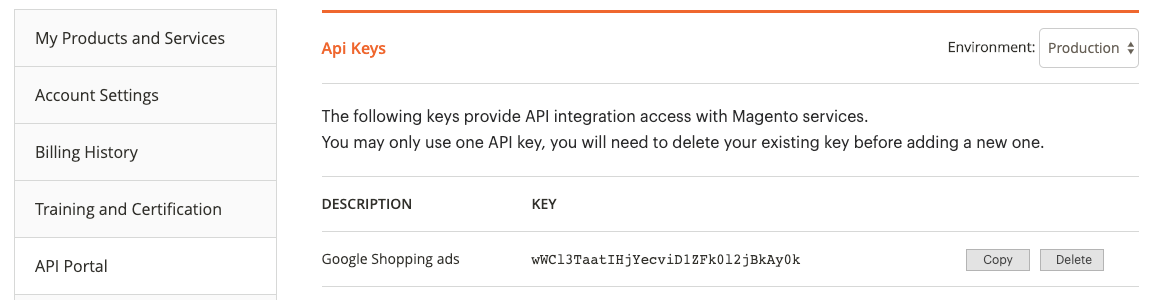 My Products and Services
Account Settings
Billing History
Training and Certification
API Portal
Api Keys
Environment: Production
The following keys provide API integration access with Magento services.
You may only use one API key, you will need to delete your existing key before adding a new one.
DESCRIPTION KEY
Google Shopping ads wWCl3TaatIHjYecviD1ZFk0l2jBkAy0k Copy Delete